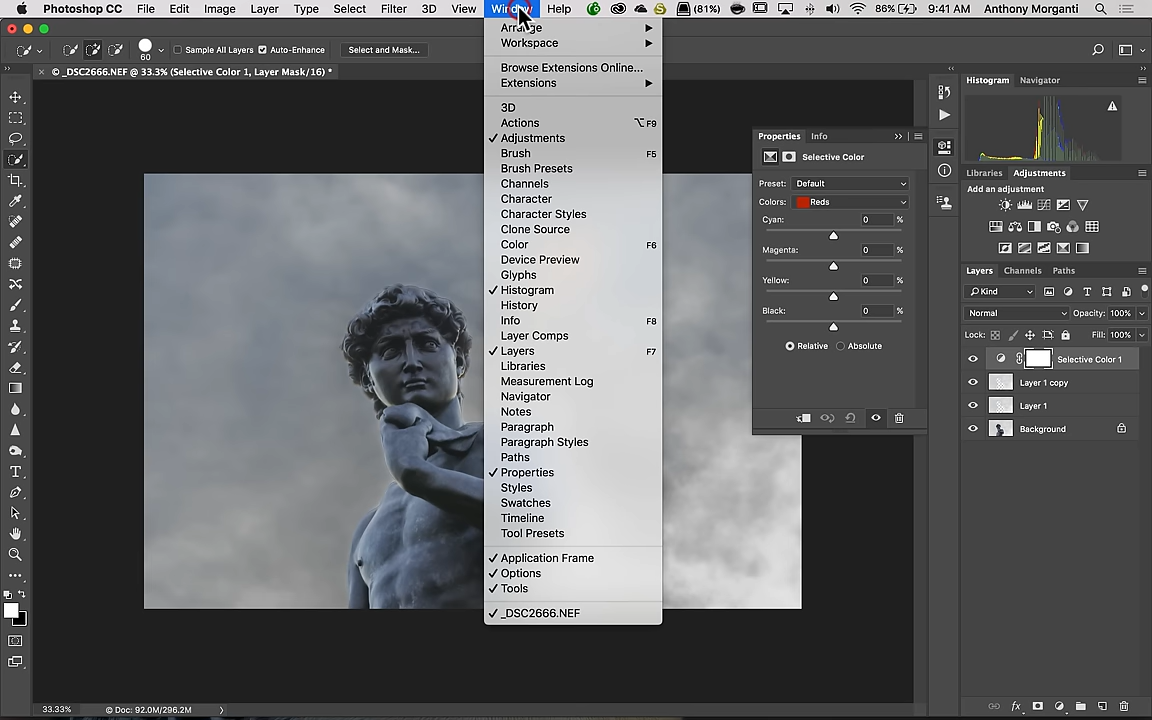 Photoshop CC File Edit Image Layer Type Select Filter 3D View Window Help (81%) 86% 9:41 AM Anthony Morganti
60 Sample All Layers Auto-Enhance Select and Mask...
© _DSC2666.NEF @ 33.3% (Selective Color 1, Layer Mask/16) *
Arrange
Workspace
Browse Extensions Online...
Extensions
3D
Actions ⌥F9
✓ Adjustments
Brush F5
Brush Presets
Channels
Character
Character Styles
Clone Source
Color F6
Device Preview
Glyphs
✓ Histogram
History
Info F8
Layer Comps
✓ Layers F7
Libraries
Measurement Log
Navigator
Notes
Paragraph
Paragraph Styles
Paths
✓ Properties
Styles
Swatches
Timeline
Tool Presets
✓ Application Frame
✓ Options
✓ Tools
✓ _DSC2666.NEF
Properties Info
Selective Color
Preset: Default
Colors: Reds
Cyan: 0 %
Magenta: 0 %
Yellow: 0 %
Black: 0 %
Relative Absolute
Histogram Navigator
Libraries Adjustments
Add an adjustment
Layers Channels Paths
Kind
Normal Opacity: 100%
Lock: Fill: 100%
Selective Color 1
Layer 1 copy
Layer 1
Background
fx
33.33% © Doc: 92.0M/296.2M